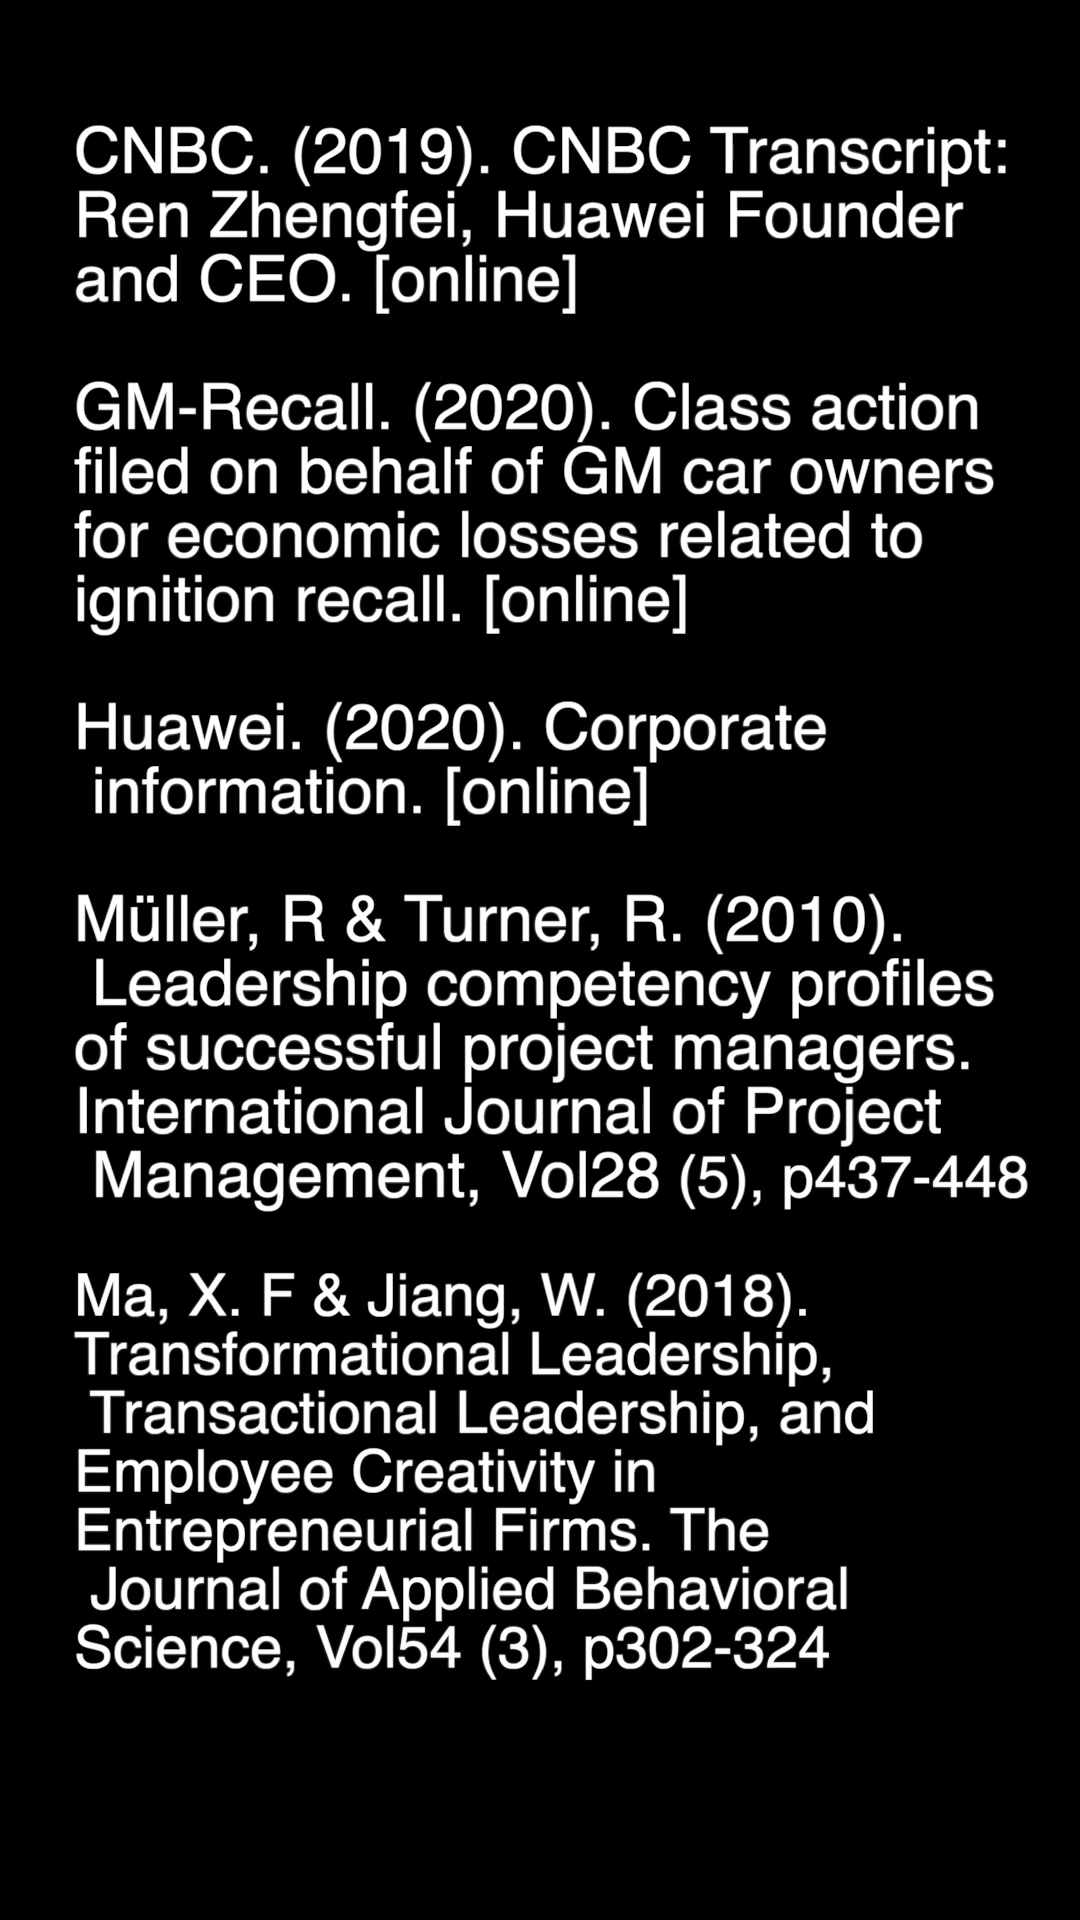 CNBC. (2019). CNBC Transcript:
Ren Zhengfei, Huawei Founder
and CEO. [online]
GM-Recall. (2020). Class action
filed on behalf of GM car owners
for economic losses related to
ignition recall. [online]
Huawei. (2020). Corporate
information. [online]
Müller, R & Turner, R. (2010).
Leadership competency profiles
of successful project managers.
International Journal of Project
Management, Vol28 (5), p437-448
Ma, X. F & Jiang, W. (2018).
Transformational Leadership,
Transactional Leadership, and
Employee Creativity in
Entrepreneurial Firms. The
Journal of Applied Behavioral
Science, Vol54 (3), p302-324